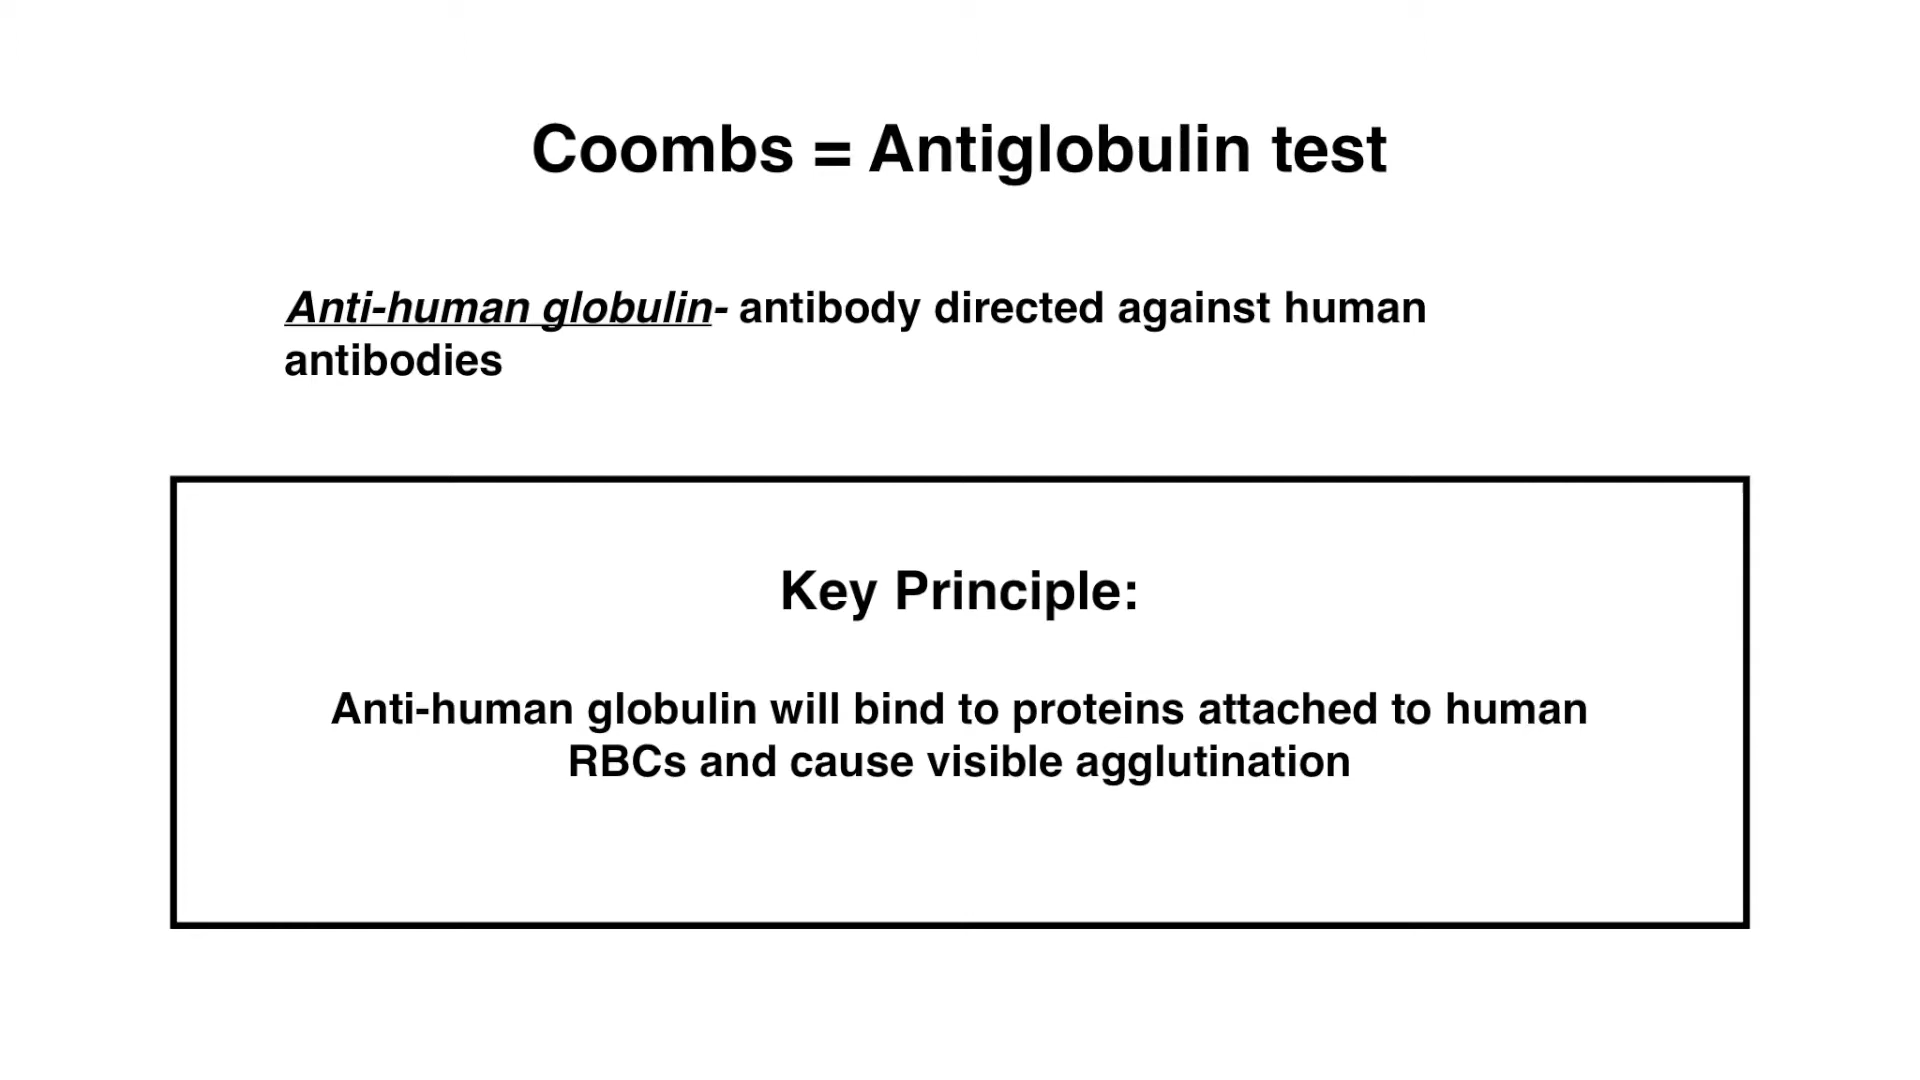 Coombs = Antiglobulin test
Anti-human globulin- antibody directed against human
antibodies
Key Principle:
Anti-human globulin will bind to proteins attached to human
RBCs and cause visible agglutination